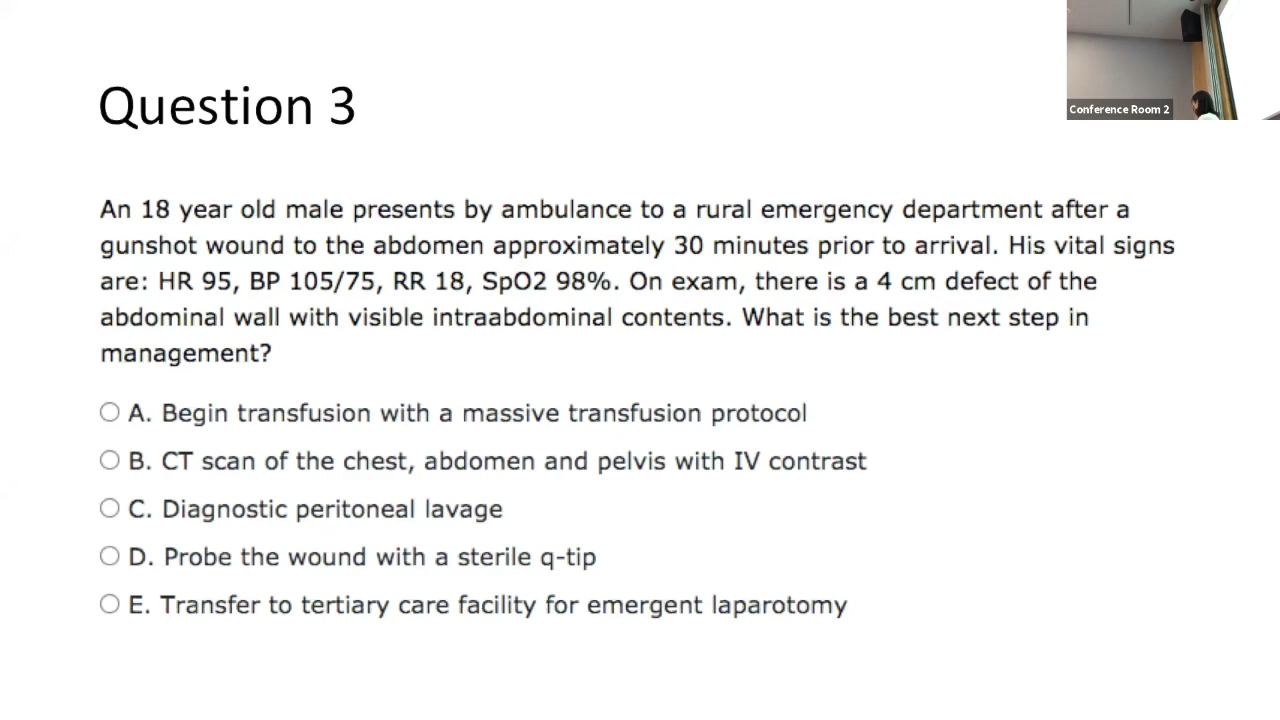 Conference Room 2
Question 3
An 18 year old male presents by ambulance to a rural emergency department after a
gunshot wound to the abdomen approximately 30 minutes prior to arrival. His vital signs
are: HR 95, BP 105/75, RR 18, SpO2 98%. On exam, there is a 4 cm defect of the
abdominal wall with visible intraabdominal contents. What is the best next step in
management?
A. Begin transfusion with a massive transfusion protocol
B. CT scan of the chest, abdomen and pelvis with IV contrast
C. Diagnostic peritoneal lavage
D. Probe the wound with a sterile q-tip
E. Transfer to tertiary care facility for emergent laparotomy